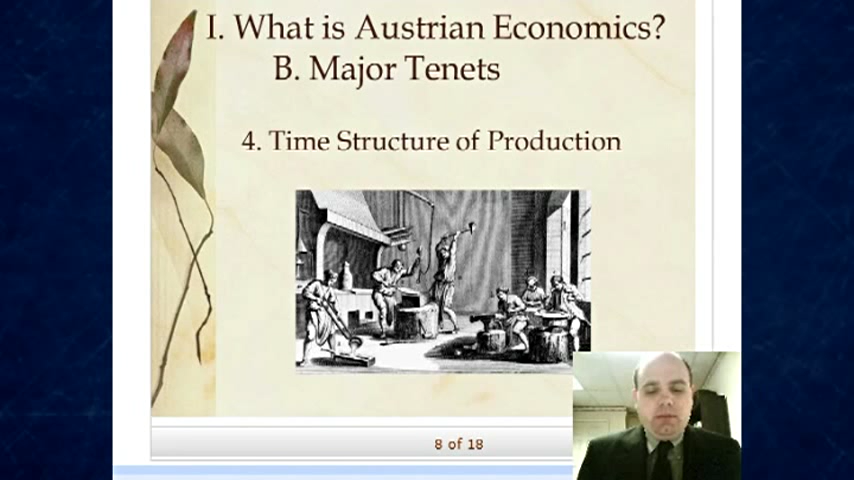 I. What is Austrian Economics?
B. Major Tenets
4. Time Structure of Production
8 of 18